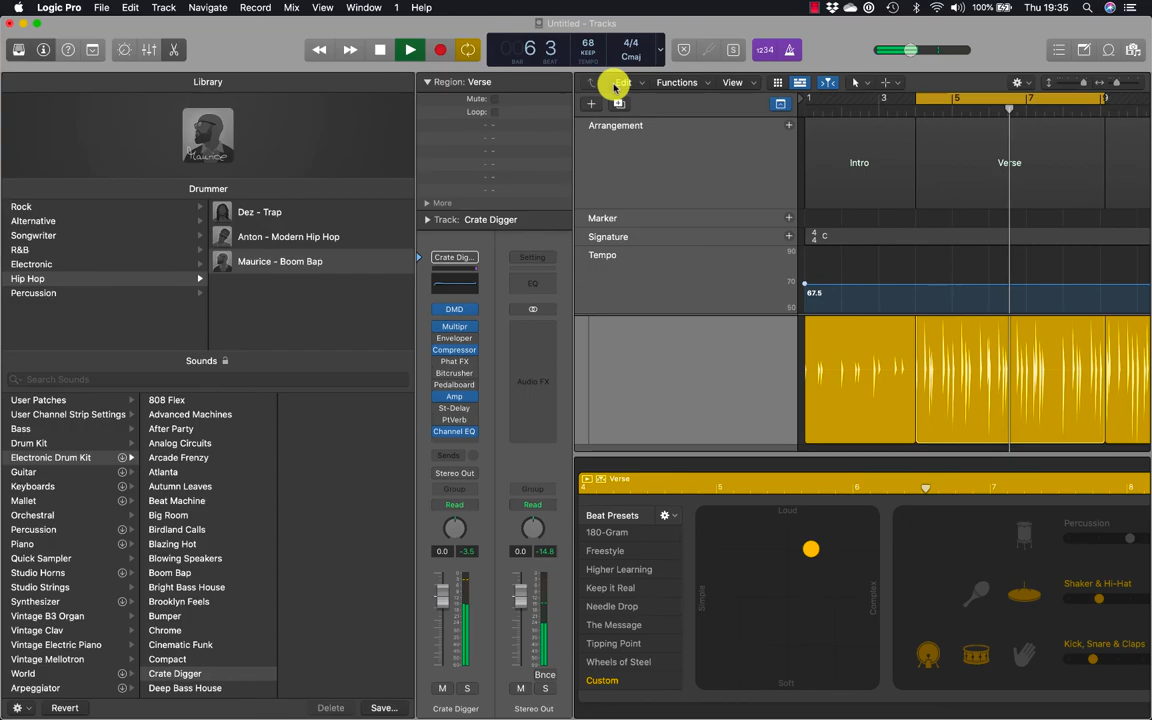 Logic Pro File Edit Track Navigate Record Mix View Window 1 Help 100% Thu 19:35
Untitled - Tracks
006 3 68 4/4
KEEP
BAR BEAT TEMPO Cmaj
S 1234
Library
Maurice
Drummer
Rock
Alternative
Songwriter
R&B
Electronic
Hip Hop
Percussion
Dez - Trap
Anton - Modern Hip Hop
Maurice - Boom Bap
Sounds
Search Sounds
User Patches
User Channel Strip Settings
Bass
Drum Kit
Electronic Drum Kit
Guitar
Keyboards
Mallet
Orchestral
Percussion
Piano
Quick Sampler
Studio Horns
Studio Strings
Synthesizer
Vintage B3 Organ
Vintage Clav
Vintage Electric Piano
Vintage Mellotron
World
Arpeggiator
808 Flex
Advanced Machines
After Party
Analog Circuits
Arcade Frenzy
Atlanta
Autumn Leaves
Beat Machine
Big Room
Birdland Calls
Blazing Hot
Blowing Speakers
Boom Bap
Bright Bass House
Brooklyn Feels
Bumper
Chrome
Cinematic Funk
Compact
Crate Digger
Deep Bass House
Revert Delete Save...
Region: Verse
Mute:
Loop:
More
Track: Crate Digger
Crate Dig...
DMD
Multipr
Enveloper
Compressor
Phat FX
Bitcrusher
Pedalboard
Amp
St-Delay
PtVerb
Channel EQ
Sends
Stereo Out
Group
Read
0.0 -3.5
M S
Crate Digger
Setting
EQ
Audio FX
Group
Read
0.0 -14.8
Bnce
M S
Stereo Out
Edit Functions View
1 3 5 7 9
Arrangement
Intro Verse
Marker
Signature
4
4 C
Tempo
90
70
50
67.5
Verse
4 5 6 7 8
Beat Presets
180-Gram
Freestyle
Higher Learning
Keep it Real
Needle Drop
The Message
Tipping Point
Wheels of Steel
Custom
Loud
Simple
Complex
Soft
Percussion
Shaker & Hi-Hat
Kick, Snare & Claps